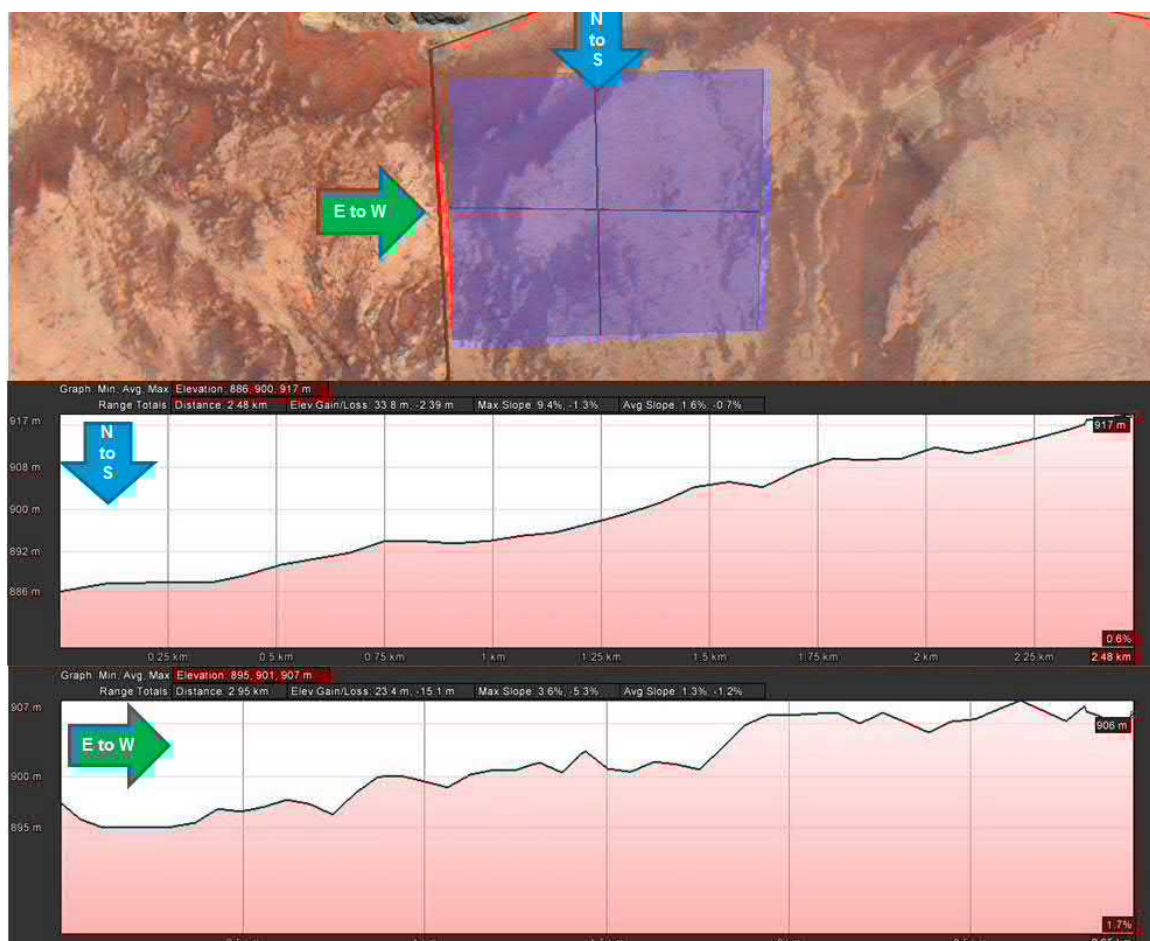 N
to
S
E to W
Graph: Min, Avg, Max Elevation: 886, 900, 917 m
Range Totals: Distance: 2.48 km Elev Gain/Loss: 33.8 m, -2.39 m Max Slope: 9.4%, -1.3% Avg Slope: 1.6%, -0.7%
917 m
917 m
N
to
S
908 m
900 m
892 m
886 m
0.6%
0.25 km 0.5 km 0.75 km 1 km 1.25 km 1.5 km 1.75 km 2 km 2.25 km 2.48 km
Graph: Min, Avg, Max Elevation: 895, 901, 907 m
Range Totals: Distance: 2.95 km Elev Gain/Loss: 23.4 m, -15.1 m Max Slope: 3.6%, -5.3% Avg Slope: 1.3%, -1.2%
907 m
906 m
E to W
900 m
895 m
1.7%